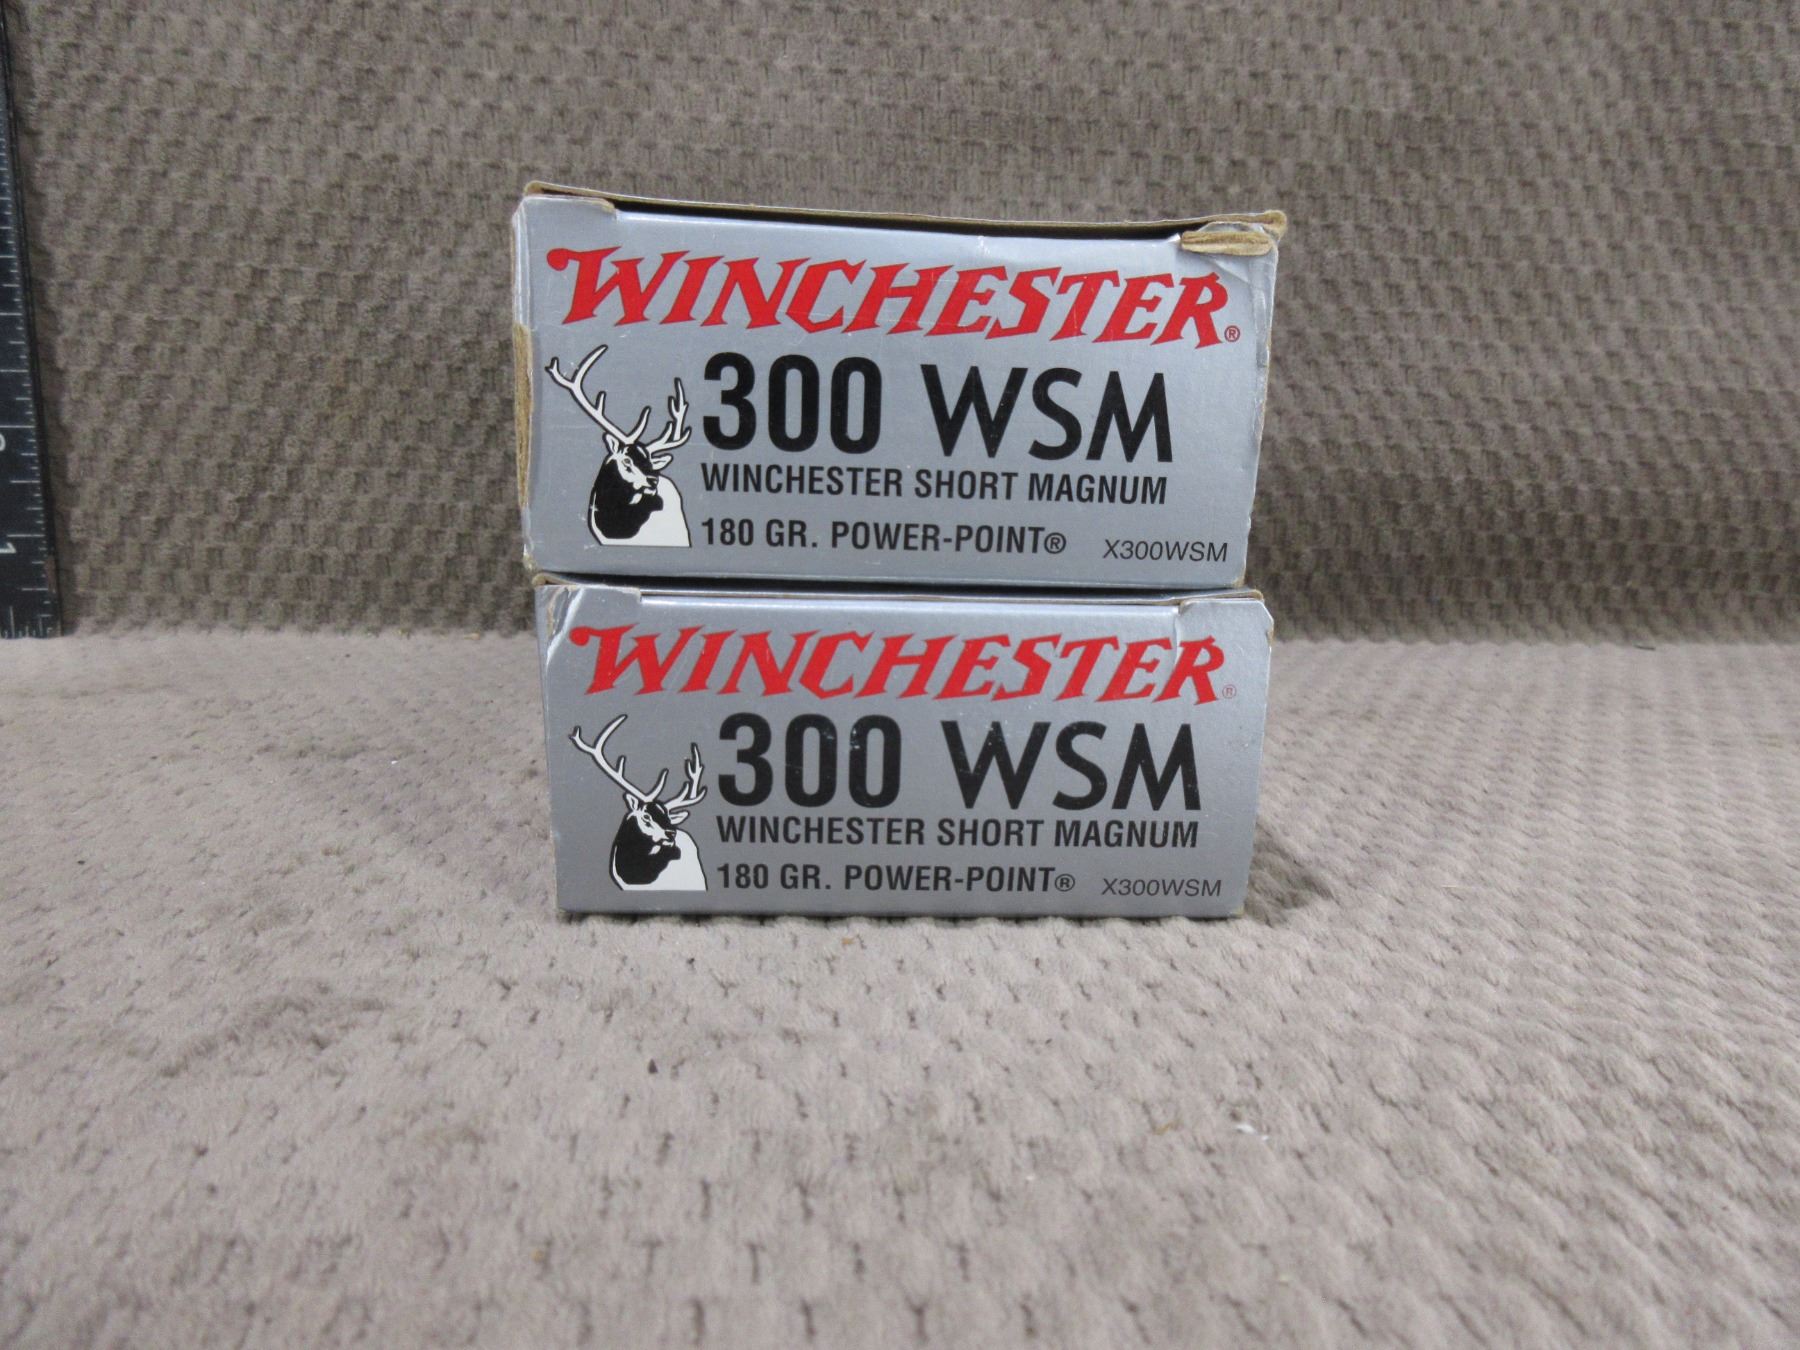 WINCHESTER®
300 WSM
WINCHESTER SHORT MAGNUM
180 GR. POWER-POINT® X300WSM
WINCHESTER®
300 WSM
WINCHESTER SHORT MAGNUM
180 GR. POWER-POINT® X300WSM
1